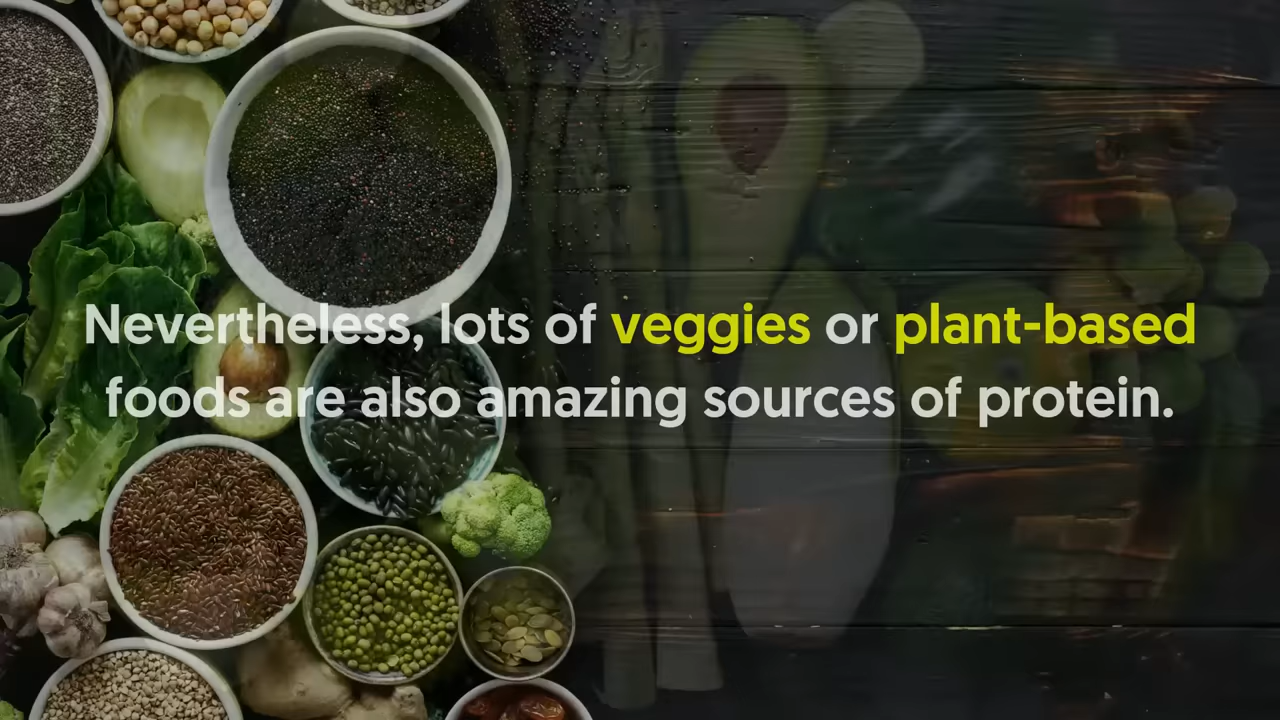 Nevertheless, lots of veggies or plant-based
foods are also amazing sources of protein.